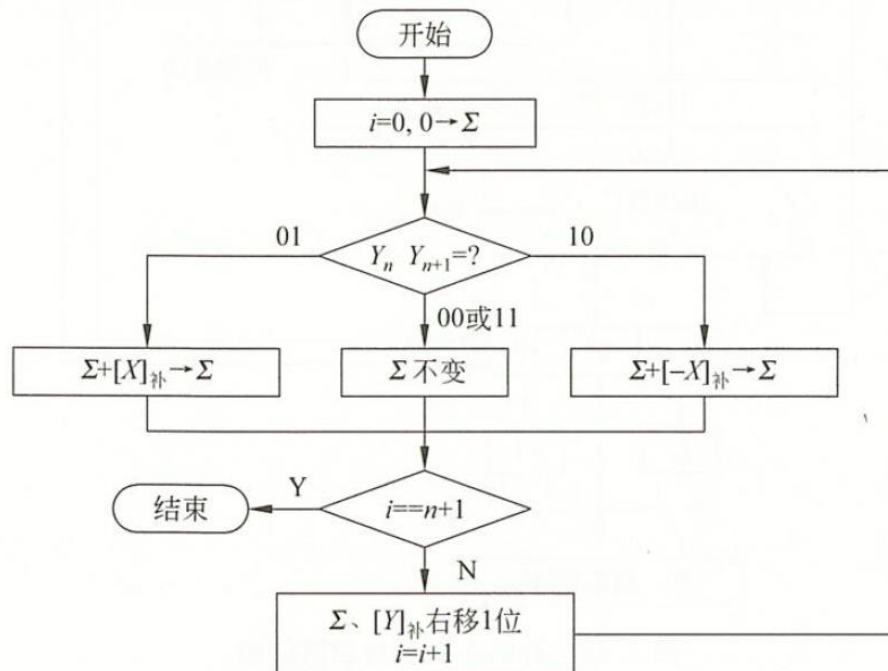 开始
i=0, 0→Σ
01
Yₙ Yₙ₊₁=?
10
00或11
Σ+[X]补→Σ
Σ不变
Σ+[−X]补→Σ
Y
结束
i==n+1
N
Σ、[Y]补右移1位
i=i+1